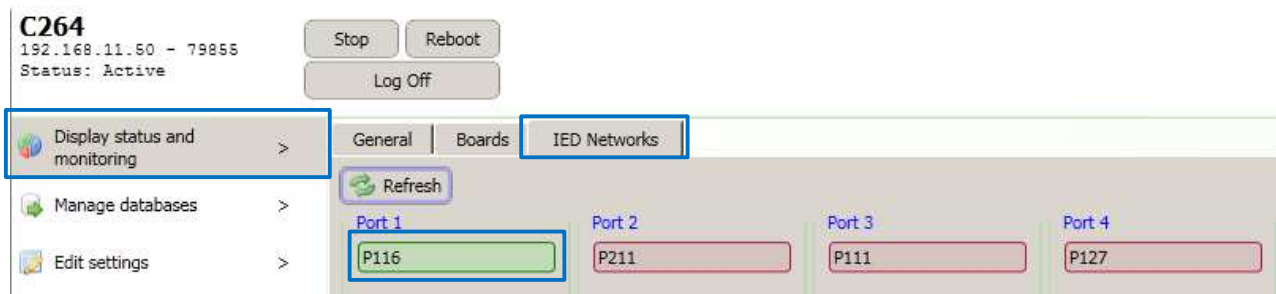 C264
192.168.11.50 - 79855
Status: Active
Stop
Reboot
Log Off
Display status and
monitoring
>
Manage databases
>
Edit settings
>
General
Boards
IED Networks
Refresh
Port 1
Port 2
Port 3
Port 4
P116
P211
P111
P127